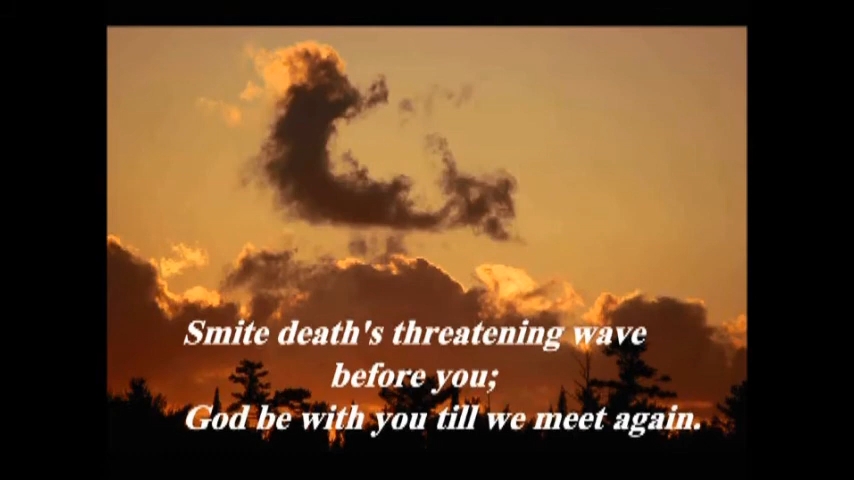 Smite death's threatening wave
before you;
God be with you till we meet again.